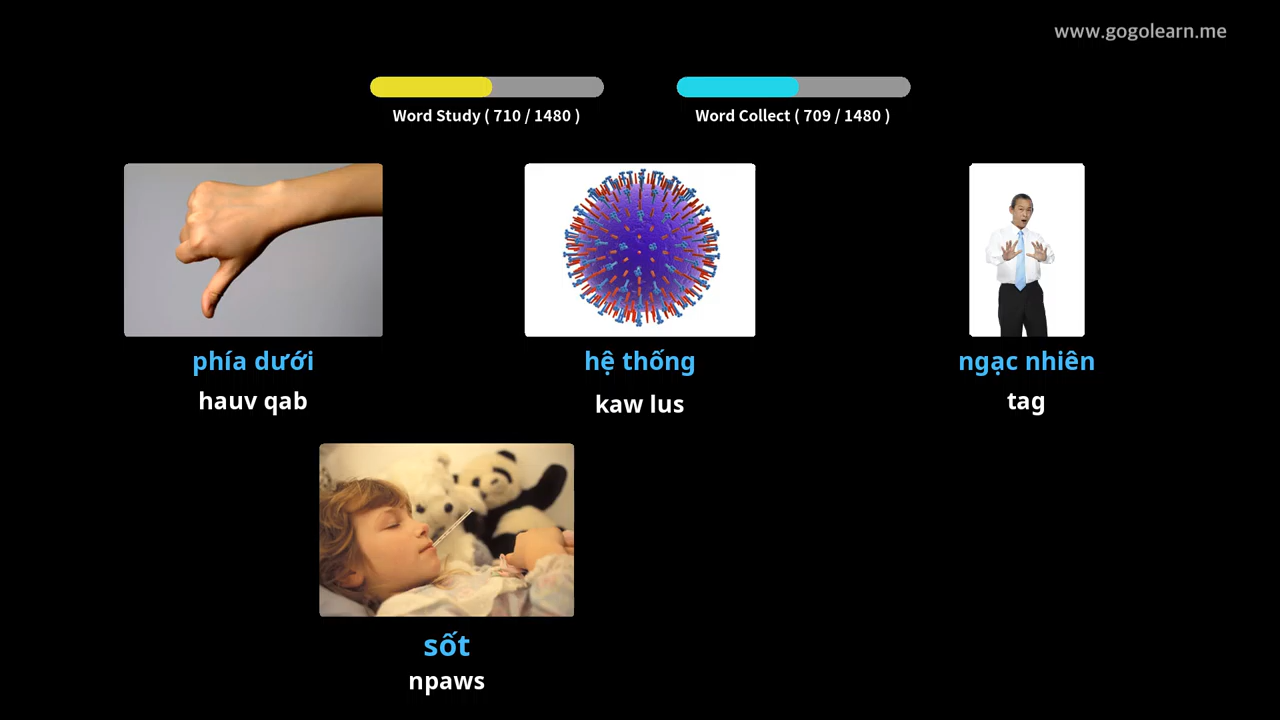 www.gogolearn.me
Word Study ( 710 / 1480 )
Word Collect ( 709 / 1480 )
phía dưới
hauv qab
hệ thống
kaw lus
ngạc nhiên
tag
sốt
npaws